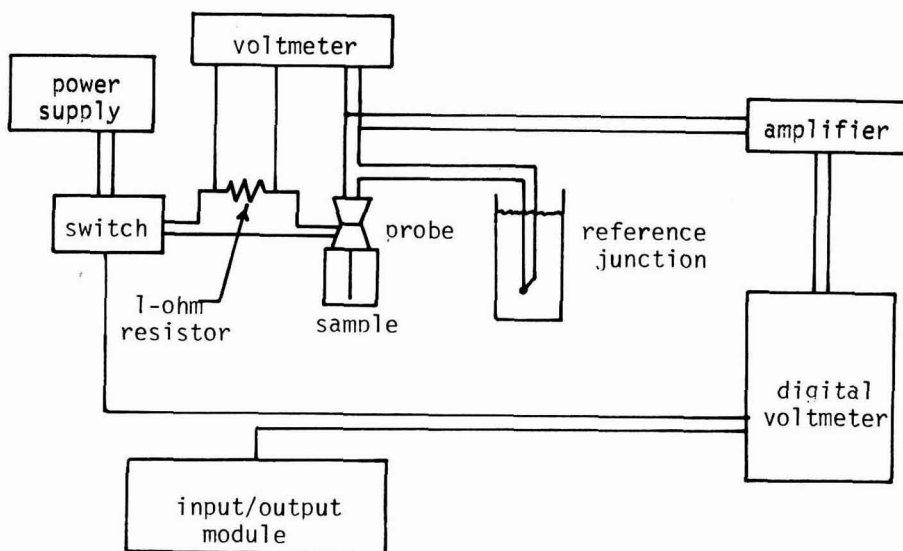 voltmeter
power
supply
amplifier
switch
probe
reference
junction
1-ohm
resistor
sample
digital
voltmeter
input/output
module